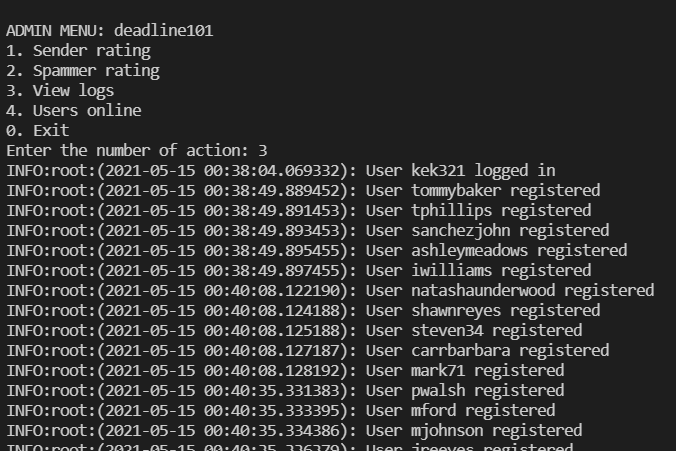 ADMIN MENU: deadline101
1. Sender rating
2. Spammer rating
3. View logs
4. Users online
0. Exit
Enter the number of action: 3
INFO:root:(2021-05-15 00:38:04.069332): User kek321 logged in
INFO:root:(2021-05-15 00:38:49.889452): User tommybaker registered
INFO:root:(2021-05-15 00:38:49.891453): User tphillips registered
INFO:root:(2021-05-15 00:38:49.893453): User sanchezjohn registered
INFO:root:(2021-05-15 00:38:49.895455): User ashleymeadows registered
INFO:root:(2021-05-15 00:38:49.897455): User iwilliams registered
INFO:root:(2021-05-15 00:40:08.122190): User natashaunderwood registered
INFO:root:(2021-05-15 00:40:08.124188): User shawnreyes registered
INFO:root:(2021-05-15 00:40:08.125188): User steven34 registered
INFO:root:(2021-05-15 00:40:08.127187): User carrbarbara registered
INFO:root:(2021-05-15 00:40:08.128192): User mark71 registered
INFO:root:(2021-05-15 00:40:35.331383): User pwalsh registered
INFO:root:(2021-05-15 00:40:35.333395): User mford registered
INFO:root:(2021-05-15 00:40:35.334386): User mjohnson registered
INFO:root:(2021-05-15 00:40:35.336379): User jreeves registered